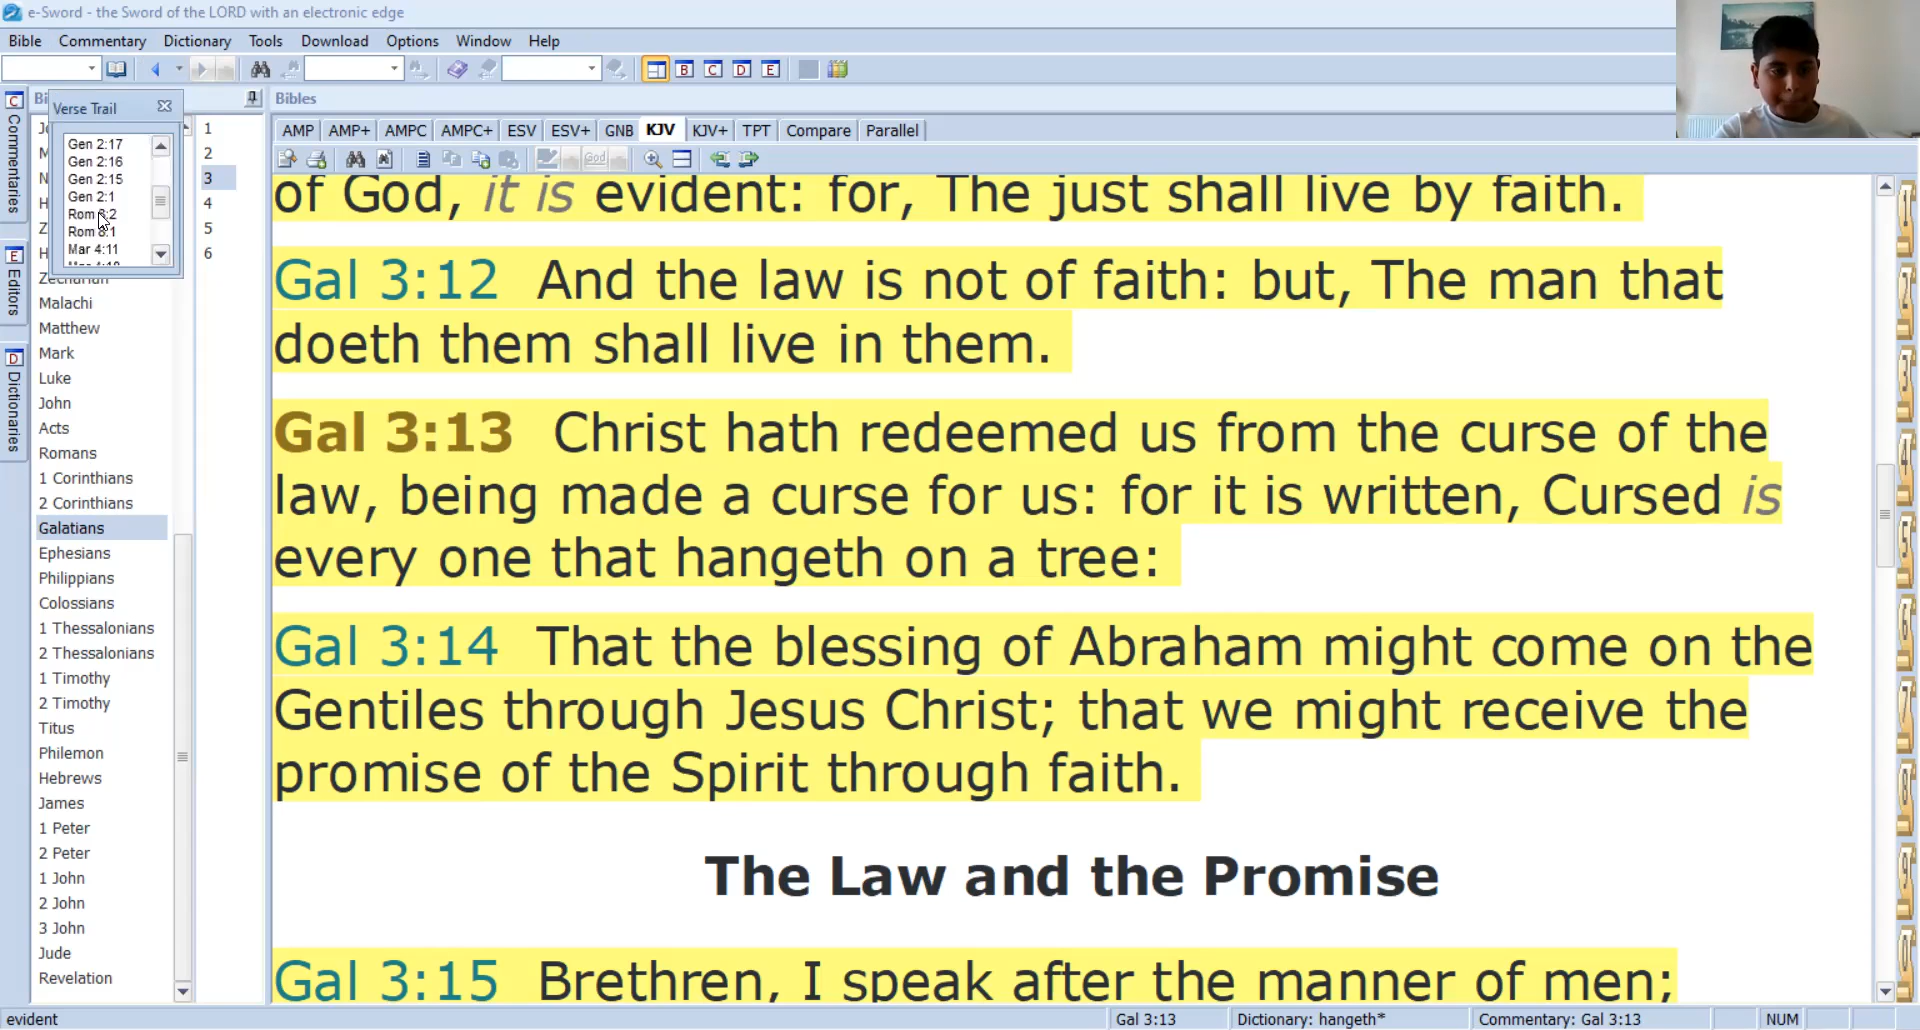 e-Sword - the Sword of the LORD with an electronic edge
Bible Commentary Dictionary Tools Download Options Window Help
B C D E
C Commentaries
E Editors
D Dictionaries
Verse Trail
Gen 2:17
Gen 2:16
Gen 2:15
Gen 2:1
Rom 8:2
Rom 8:1
Mar 4:11
Zechariah
Malachi
Matthew
Mark
Luke
John
Acts
Romans
1 Corinthians
2 Corinthians
Galatians
Ephesians
Philippians
Colossians
1 Thessalonians
2 Thessalonians
1 Timothy
2 Timothy
Titus
Philemon
Hebrews
James
1 Peter
2 Peter
1 John
2 John
3 John
Jude
Revelation
1
2
3
4
5
6
Bibles
AMP AMP+ AMPC AMPC+ ESV ESV+ GNB KJV KJV+ TPT Compare Parallel
God
of God, it is evident: for, The just shall live by faith.
Gal 3:12 And the law is not of faith: but, The man that
doeth them shall live in them.
Gal 3:13 Christ hath redeemed us from the curse of the
law, being made a curse for us: for it is written, Cursed is
every one that hangeth on a tree:
Gal 3:14 That the blessing of Abraham might come on the
Gentiles through Jesus Christ; that we might receive the
promise of the Spirit through faith.
The Law and the Promise
Gal 3:15 Brethren, I speak after the manner of men;
evident Gal 3:13 Dictionary: hangeth* Commentary: Gal 3:13 NUM